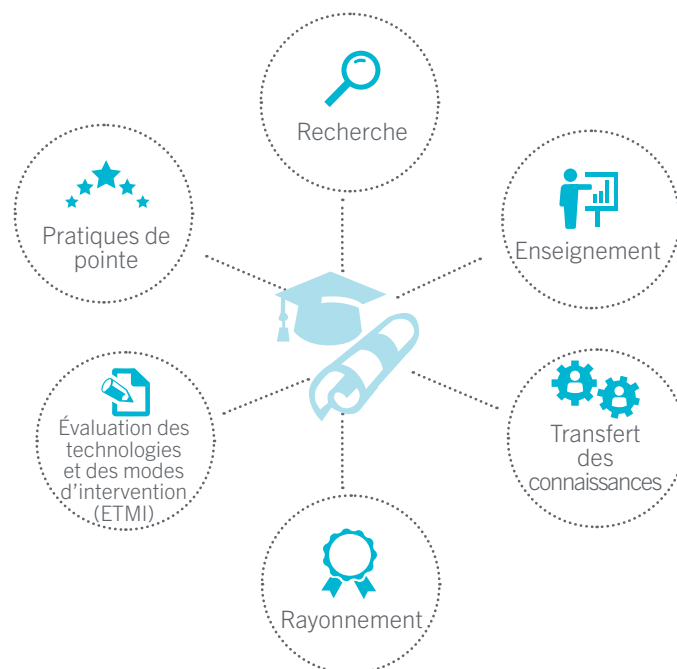 Recherche
Enseignement
Transfert
des
connaissances
Rayonnement
Évaluation des
technologies
et des modes
d’intervention
(ETMI)
Pratiques de
pointe